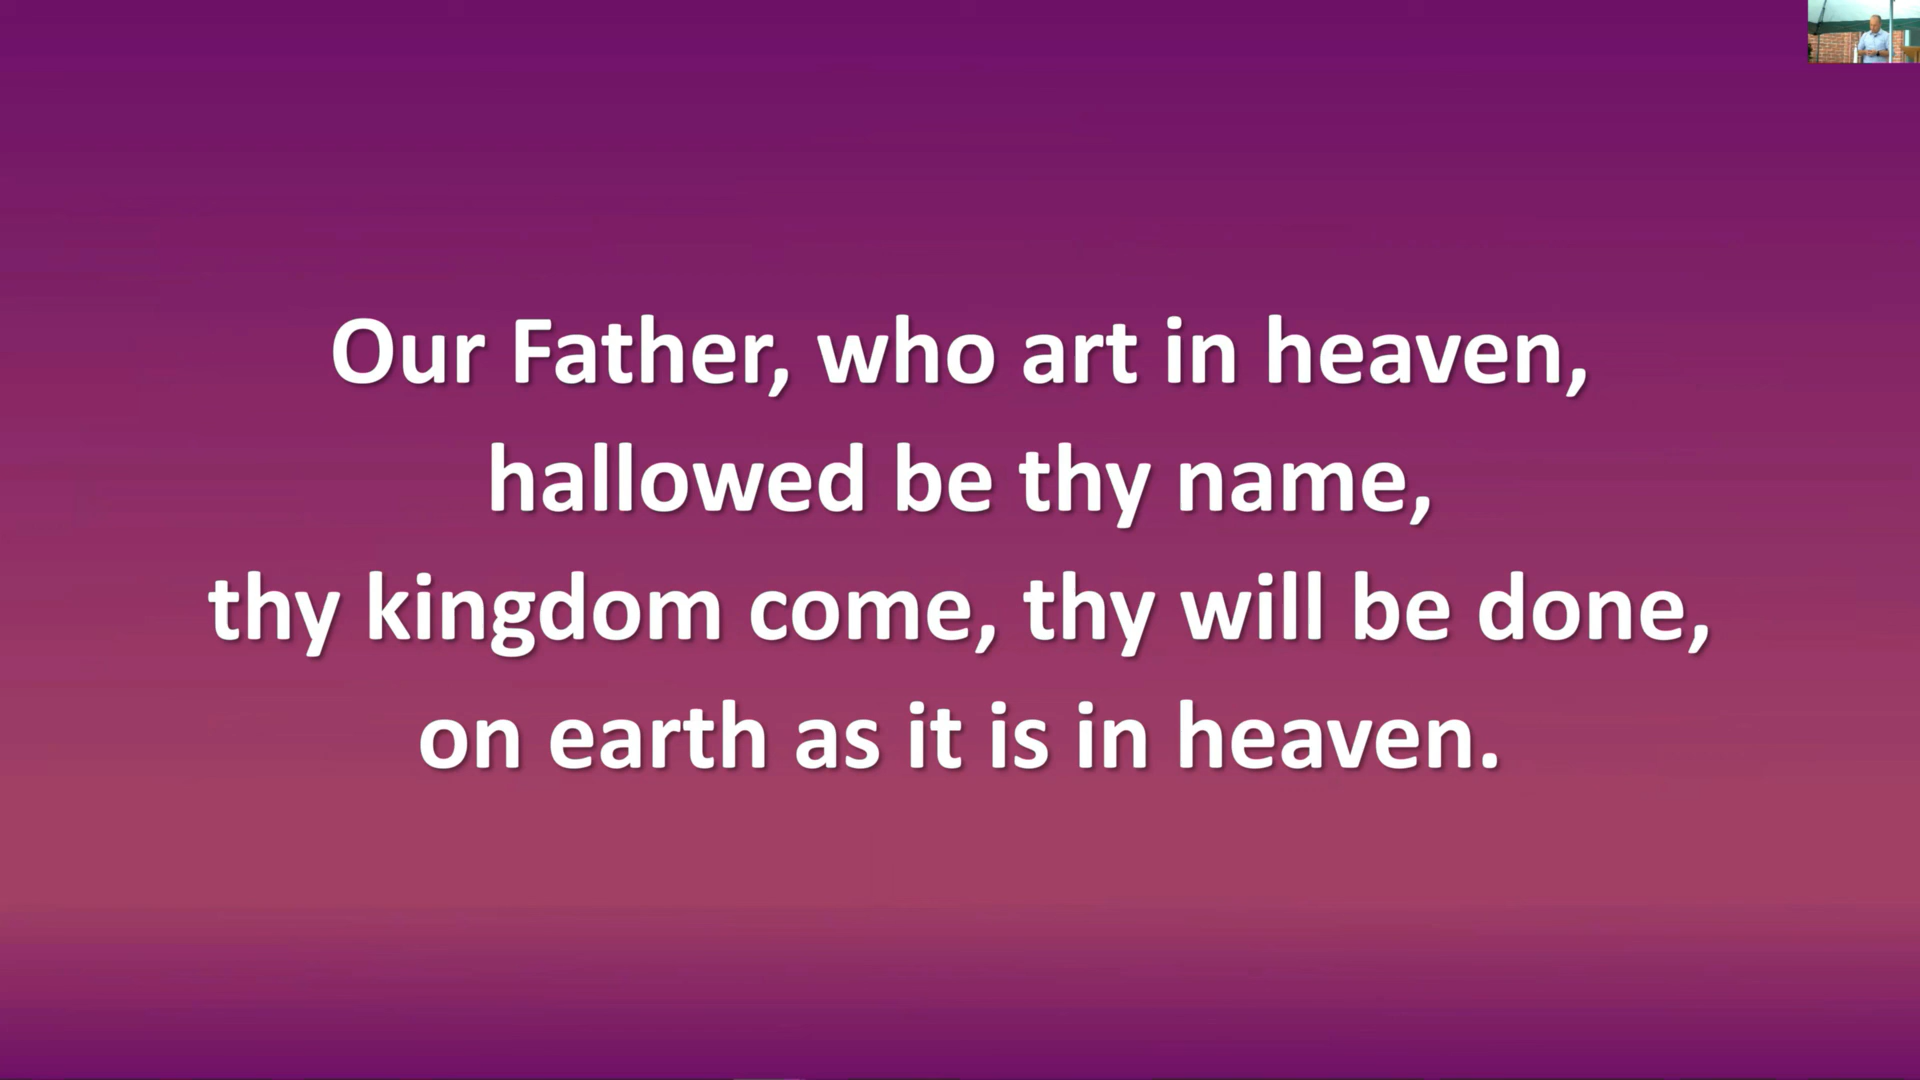 Our Father, who art in heaven,
hallowed be thy name,
thy kingdom come, thy will be done,
on earth as it is in heaven.